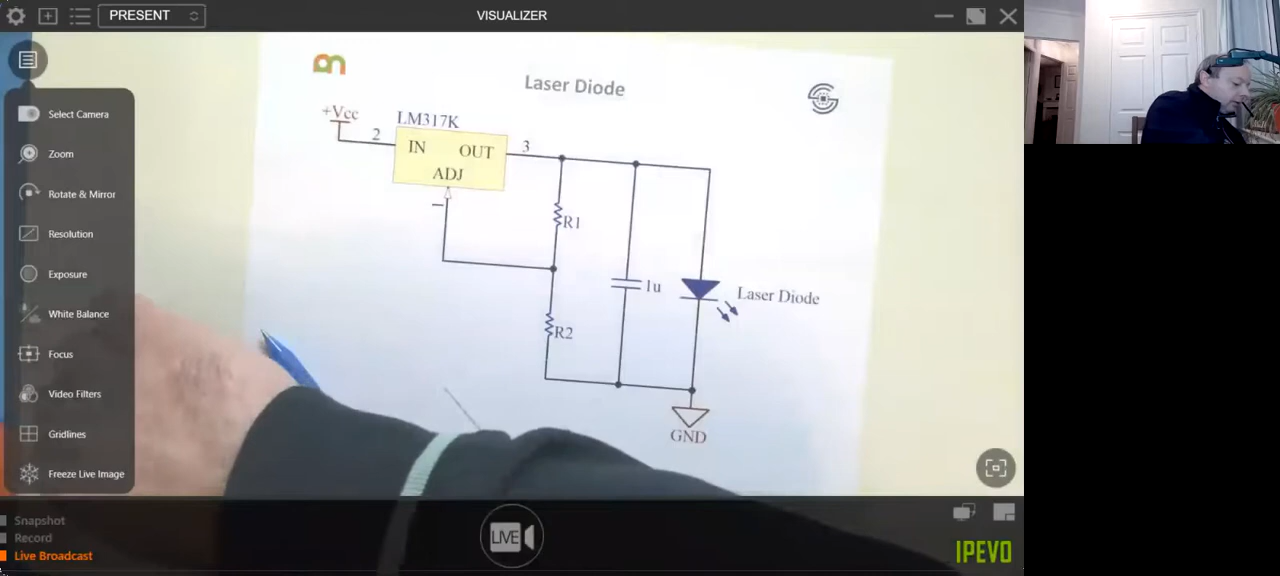 PRESENT
VISUALIZER
Select Camera
Zoom
Rotate & Mirror
Resolution
Exposure
White Balance
Focus
Video Filters
Gridlines
Freeze Live Image
Laser Diode
+Vcc
LM317K
2
IN
OUT
3
ADJ
1
R1
1u
Laser Diode
R2
GND
Snapshot
Record
Live Broadcast
LIVE
IPEVO